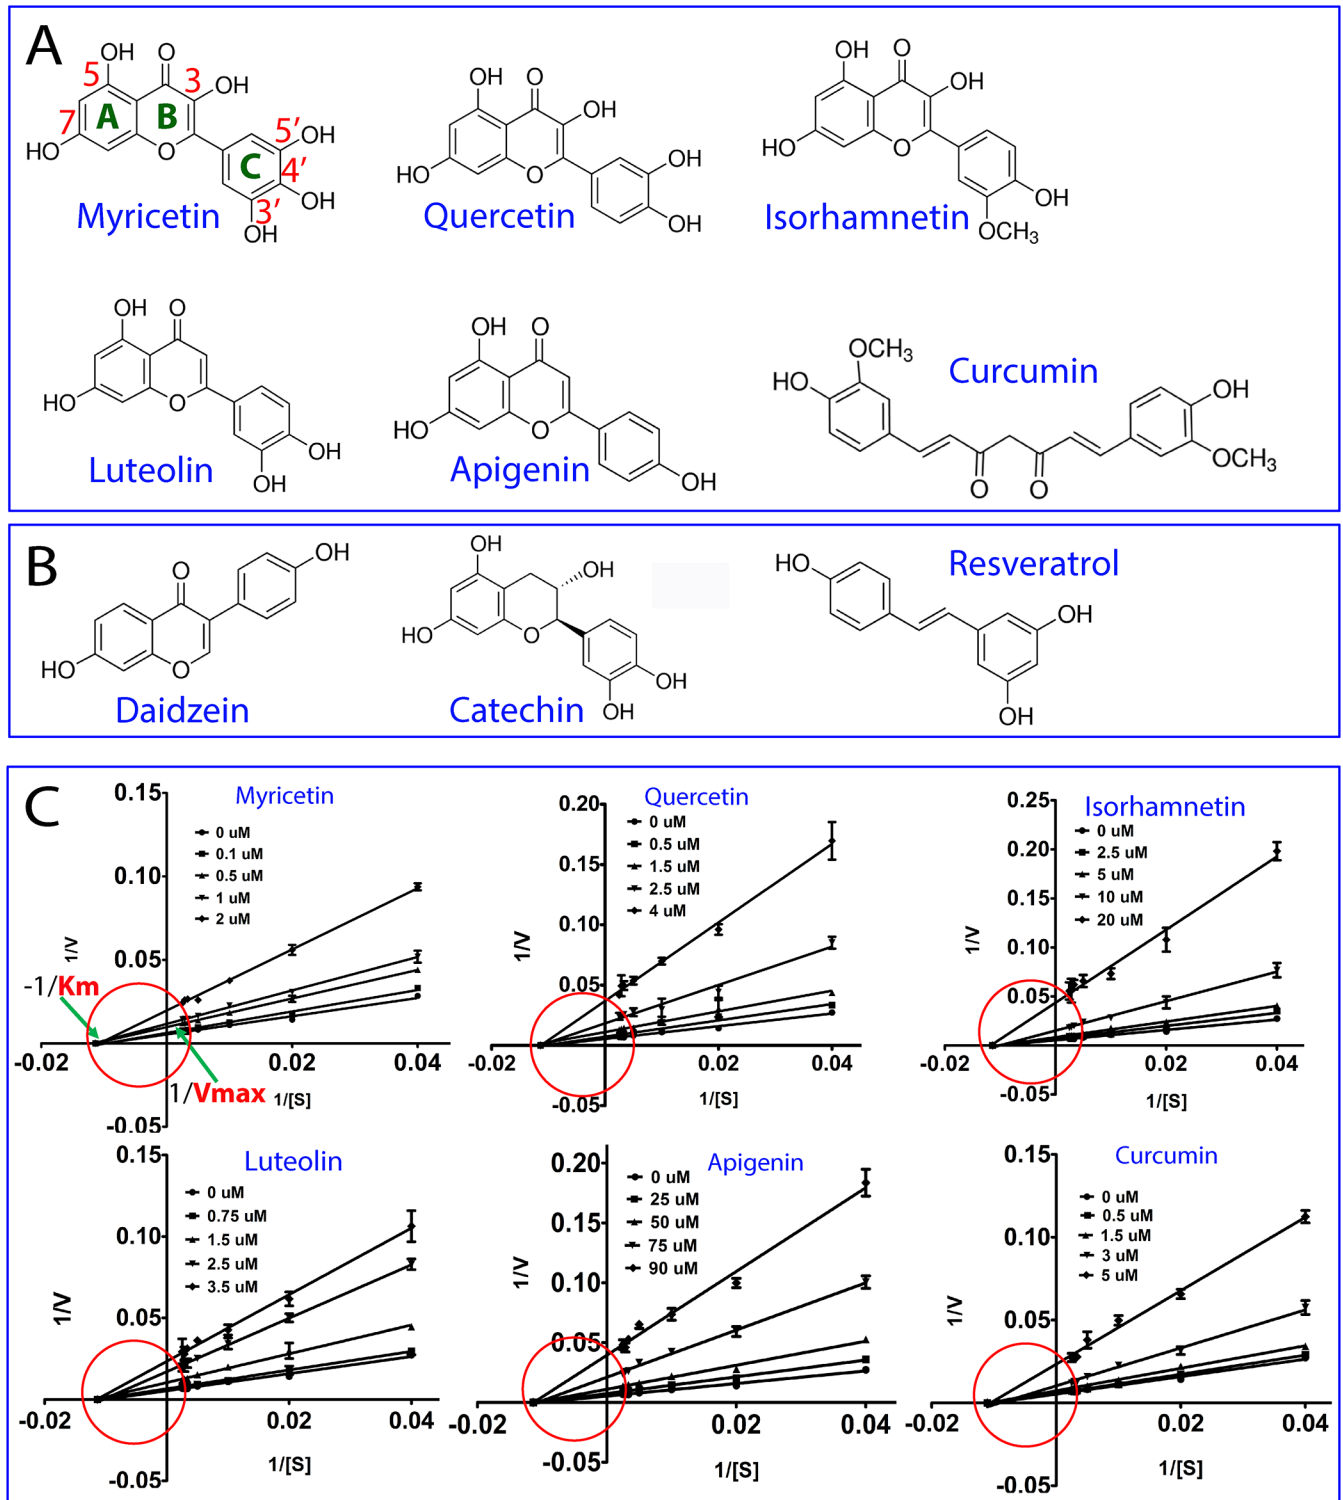 A
OH O
5 3 OH
7 A B
HO O 5' OH
C 4'
OH
3'
OH
Myricetin
OH O
OH
HO O OH
OH
Quercetin
OH O
OH
HO O
OH
OCH3
Isorhamnetin
OH O
HO O
OH
OH
Luteolin
OH O
HO O
OH
Apigenin
OCH3
HO OH
OCH3
O O
Curcumin
B
O OH
HO O
Daidzein
OH
OH
HO O
OH
OH
Catechin
HO
OH
OH
Resveratrol
C
Myricetin
0 uM
0.1 uM
0.5 uM
1 uM
2 uM
0.15
0.10
0.05
-0.05
1/V
-1/Km
1/Vmax 1/[S]
-0.02 0.02 0.04
Quercetin
0 uM
0.5 uM
1.5 uM
2.5 uM
4 uM
0.20
0.15
0.10
0.05
-0.05
1/V
-0.02 0.02 0.04
1/[S]
Isorhamnetin
0 uM
2.5 uM
5 uM
10 uM
20 uM
0.25
0.20
0.15
0.10
0.05
-0.05
1/V
-0.02 0.02 0.04
1/[S]
Luteolin
0 uM
0.75 uM
1.5 uM
2.5 uM
3.5 uM
0.15
0.10
0.05
-0.05
1/V
-0.02 0.02 0.04
1/[S]
Apigenin
0 uM
25 uM
50 uM
75 uM
90 uM
0.20
0.15
0.10
0.05
-0.05
1/V
-0.02 0.02 0.04
1/[S]
Curcumin
0 uM
0.5 uM
1.5 uM
3 uM
5 uM
0.15
0.10
0.05
-0.05
1/V
-0.02 0.02 0.04
1/[S]